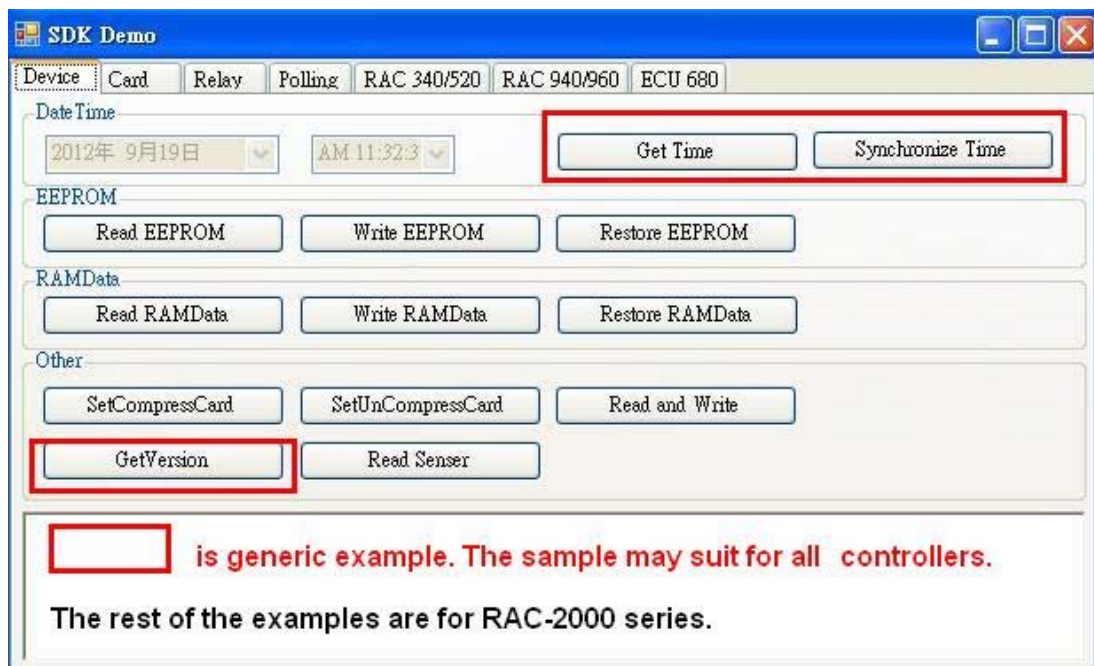 SDK Demo
Device Card Relay Polling RAC 340/520 RAC 940/960 ECU 680
DateTime
2012年 9月19日 AM 11:32:3 Get Time Synchronize Time
EEPROM
Read EEPROM Write EEPROM Restore EEPROM
RAMData
Read RAMData Write RAMData Restore RAMData
Other
SetCompressCard SetUnCompressCard Read and Write
GetVersion Read Senser
is generic example. The sample may suit for all controllers.
The rest of the examples are for RAC-2000 series.